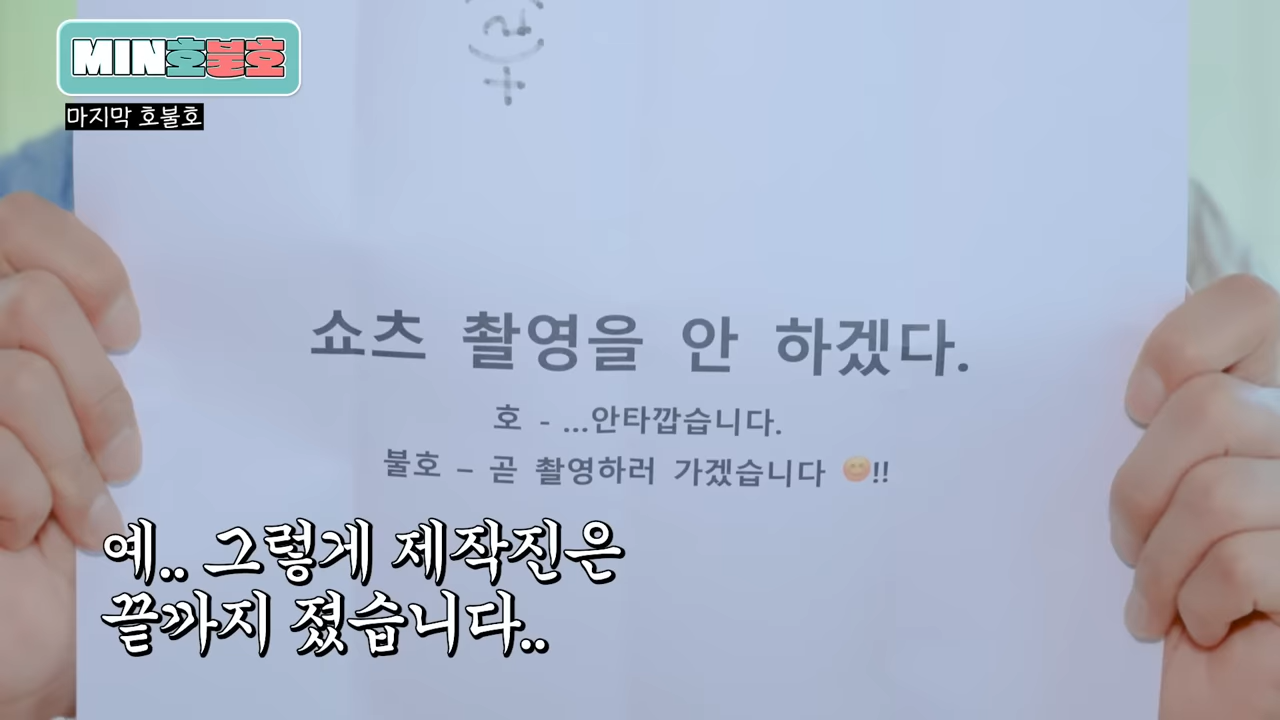 MIN호불호
마지막 호불호
쇼츠 촬영을 안 하겠다.
호 - ...안타깝습니다.
불호 – 곧 촬영하러 가겠습니다 😊!!
예.. 그렇게 제작진은
끝까지 졌습니다..